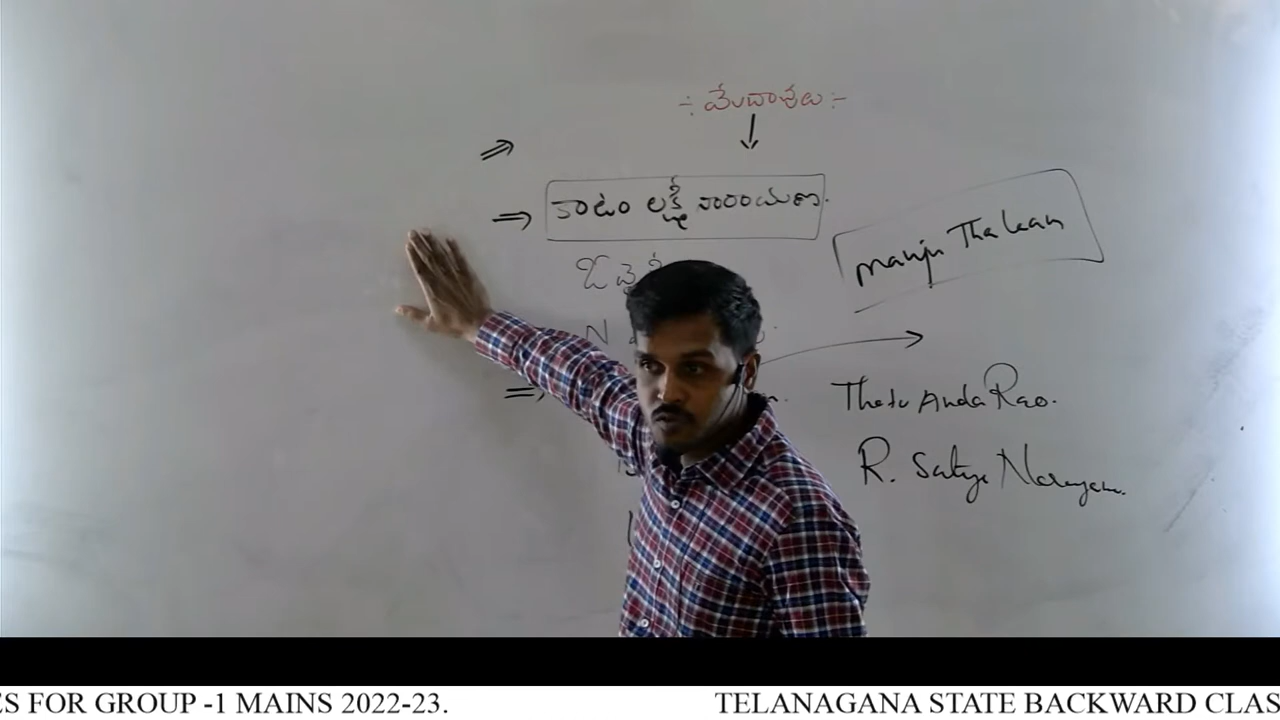 -: మేదావులు :-
కాటం లక్ష్మీ నారాయణ.
manju Thalaan
Thotu Anda Rao.
R. Satya Narayana.
ES FOR GROUP -1 MAINS 2022-23. TELANAGANA STATE BACKWARD CLAS